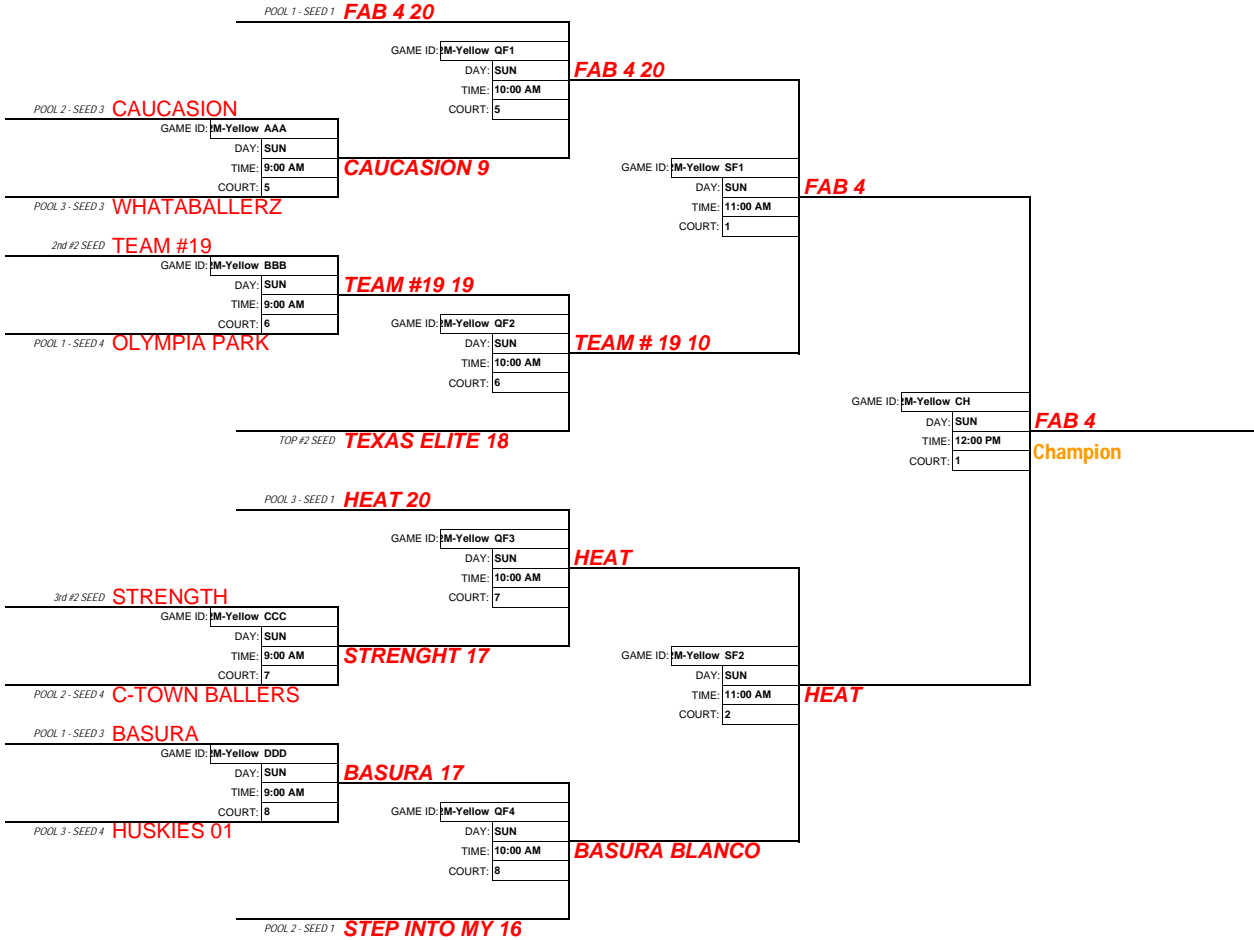 POOL 1 - SEED 1 FAB 4 20
GAME ID: M-Yellow QF1
DAY: SUN
FAB 4 20
TIME: 10:00 AM
POOL 2 - SEED 3 CAUCASION
COURT: 5
GAME ID: M-Yellow AAA
DAY: SUN
TIME: 9:00 AM
CAUCASION 9
GAME ID: M-Yellow SF1
COURT: 5
DAY: SUN
FAB 4
POOL 3 - SEED 3 WHATABALLERZ
TIME: 11:00 AM
COURT: 1
2nd #2 SEED TEAM #19
GAME ID: M-Yellow BBB
DAY: SUN
TEAM #19 19
TIME: 9:00 AM
COURT: 6
GAME ID: M-Yellow QF2
POOL 1 - SEED 4 OLYMPIA PARK
DAY: SUN
TEAM # 19 10
TIME: 10:00 AM
COURT: 6
GAME ID: M-Yellow CH
DAY: SUN
FAB 4
TOP #2 SEED TEXAS ELITE 18
TIME: 12:00 PM
Champion
COURT: 1
POOL 3 - SEED 1 HEAT 20
GAME ID: M-Yellow QF3
DAY: SUN
HEAT
TIME: 10:00 AM
3rd #2 SEED STRENGTH
COURT: 7
GAME ID: M-Yellow CCC
DAY: SUN
TIME: 9:00 AM
STRENGHT 17
GAME ID: M-Yellow SF2
COURT: 7
DAY: SUN
POOL 2 - SEED 4 C-TOWN BALLERS
TIME: 11:00 AM
HEAT
COURT: 2
POOL 1 - SEED 3 BASURA
GAME ID: M-Yellow DDD
DAY: SUN
BASURA 17
TIME: 9:00 AM
COURT: 8
GAME ID: M-Yellow QF4
POOL 3 - SEED 4 HUSKIES 01
DAY: SUN
TIME: 10:00 AM
BASURA BLANCO
COURT: 8
POOL 2 - SEED 1 STEP INTO MY 16